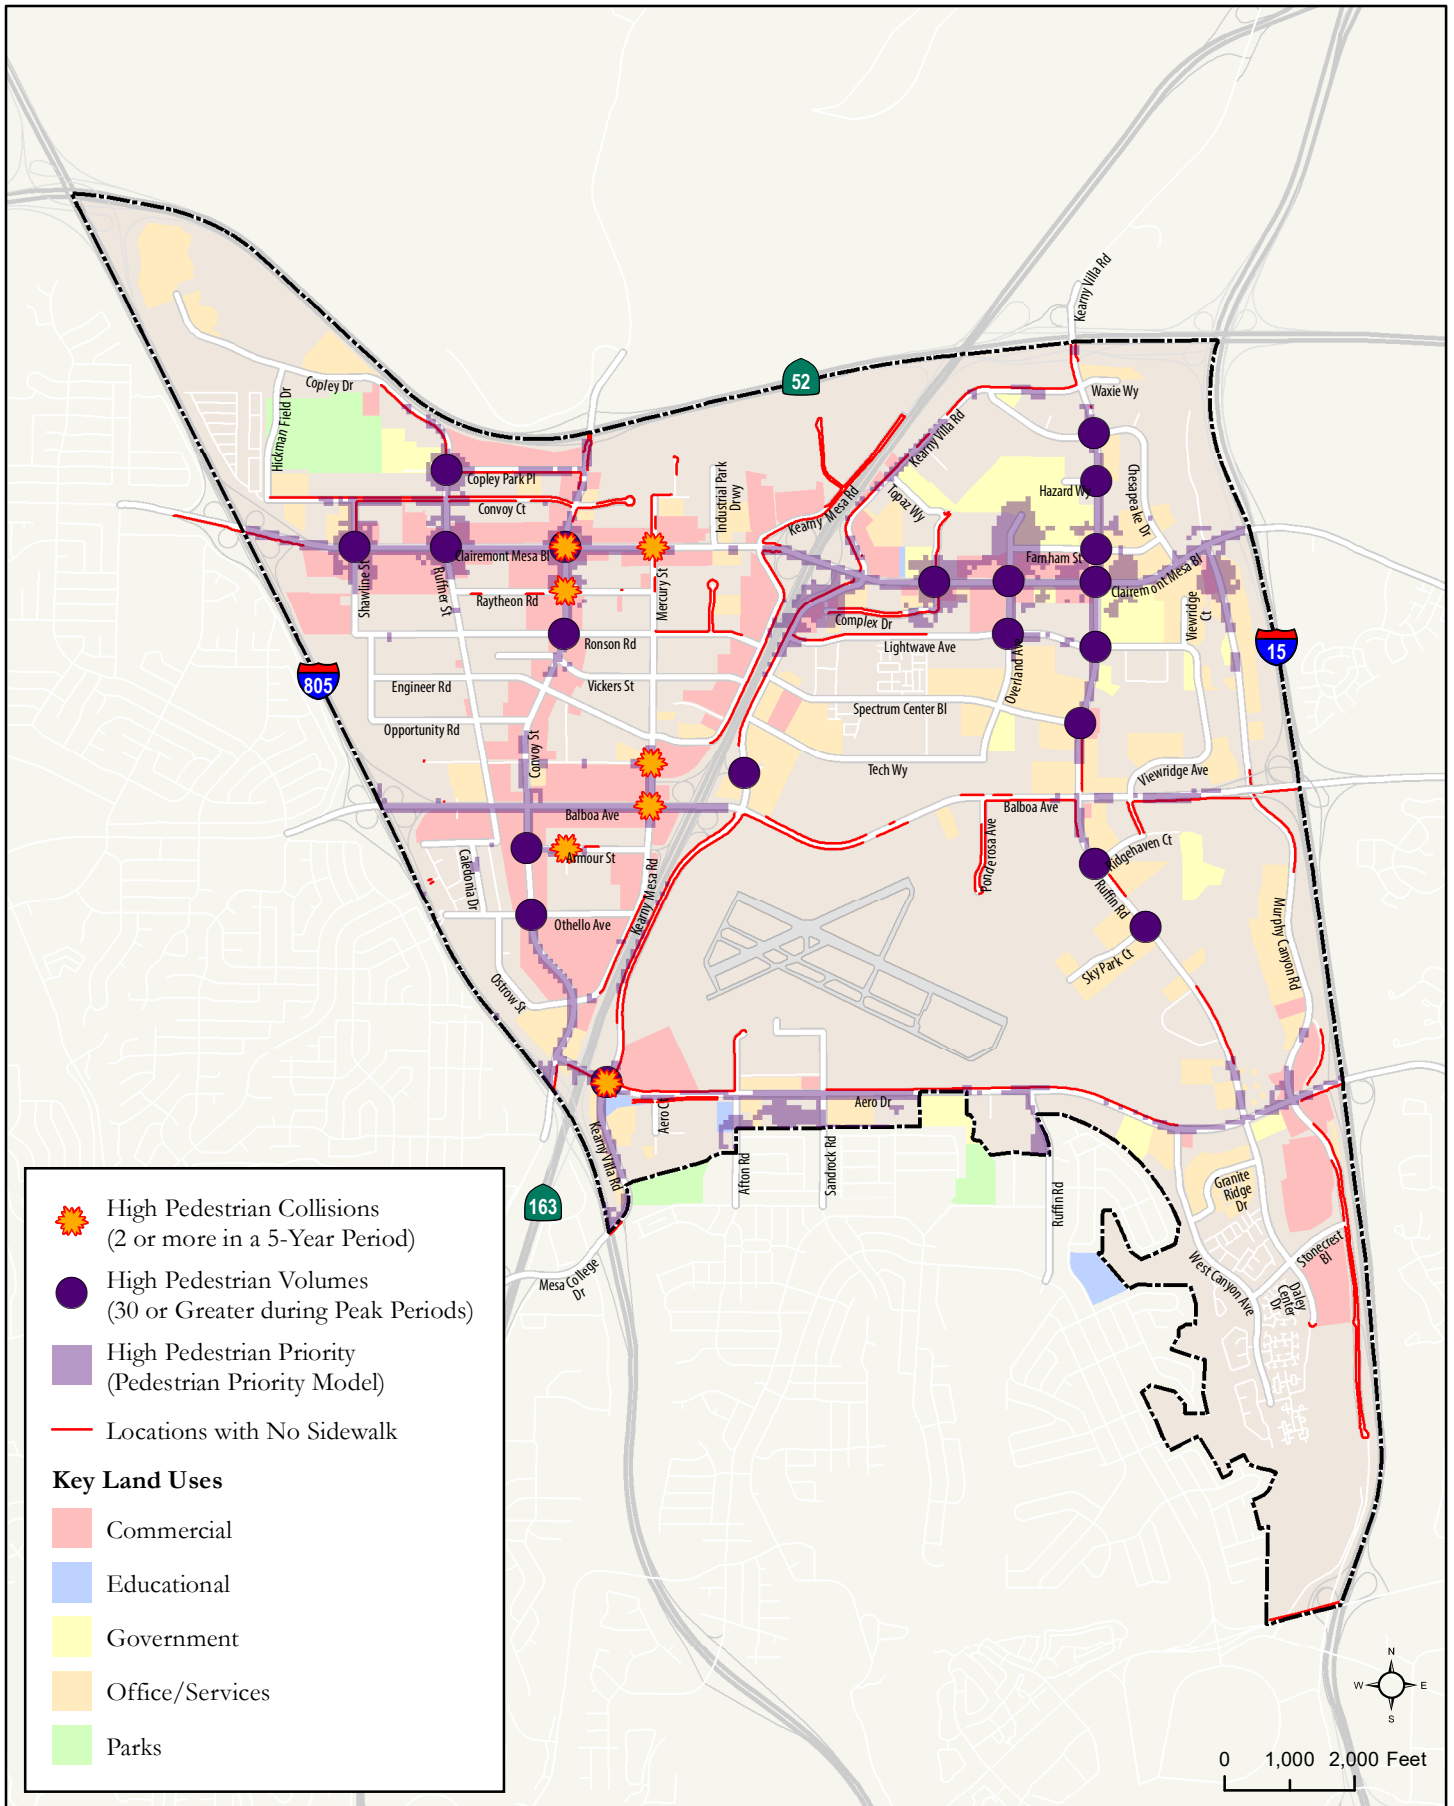 Kearny Villa Rd
52
Waxie Wy
Copley Dr
Hickman Field Dr
Kearny Villa Rd
Chesapeake Dr
Copley Park Pl
Industrial Park
Drwy
Topaz Wy
Hazard Wy
Kearny Mesa Rd
Convoy Ct
Clairemont Mesa Bl
Farnham St
Shawline St
Ruffner St
Mercury St
Clairemont Mesa Bl
Raytheon Rd
Complex Dr
Viewridge
Ct
Ronson Rd
Lightwave Ave
15
805
Overland Ave
Engineer Rd
Vickers St
Spectrum Center Bl
Opportunity Rd
Convoy St
Tech Wy
Viewridge Ave
Balboa Ave
Balboa Ave
Ponderosa Ave
Ridgehaven Ct
Armour St
Caledonia Dr
Kearny Mesa Rd
Ruffin Rd
Othello Ave
Murphy Canyon Rd
Sky Park Ct
Ostrow St
Aero Dr
Aero Ct
Kearny Villa Rd
Afton Rd
Sandrock Rd
Ruffin Rd
Granite
Ridge
Dr
163
Stonecrest
Bl
West Canyon Ave
Daley
Center
Dr
Mesa College
Dr
High Pedestrian Collisions
(2 or more in a 5-Year Period)
High Pedestrian Volumes
(30 or Greater during Peak Periods)
High Pedestrian Priority
(Pedestrian Priority Model)
Locations with No Sidewalk
Key Land Uses
Commercial
Educational
Government
Office/Services
Parks
N
W
E
S
0 1,000 2,000 Feet